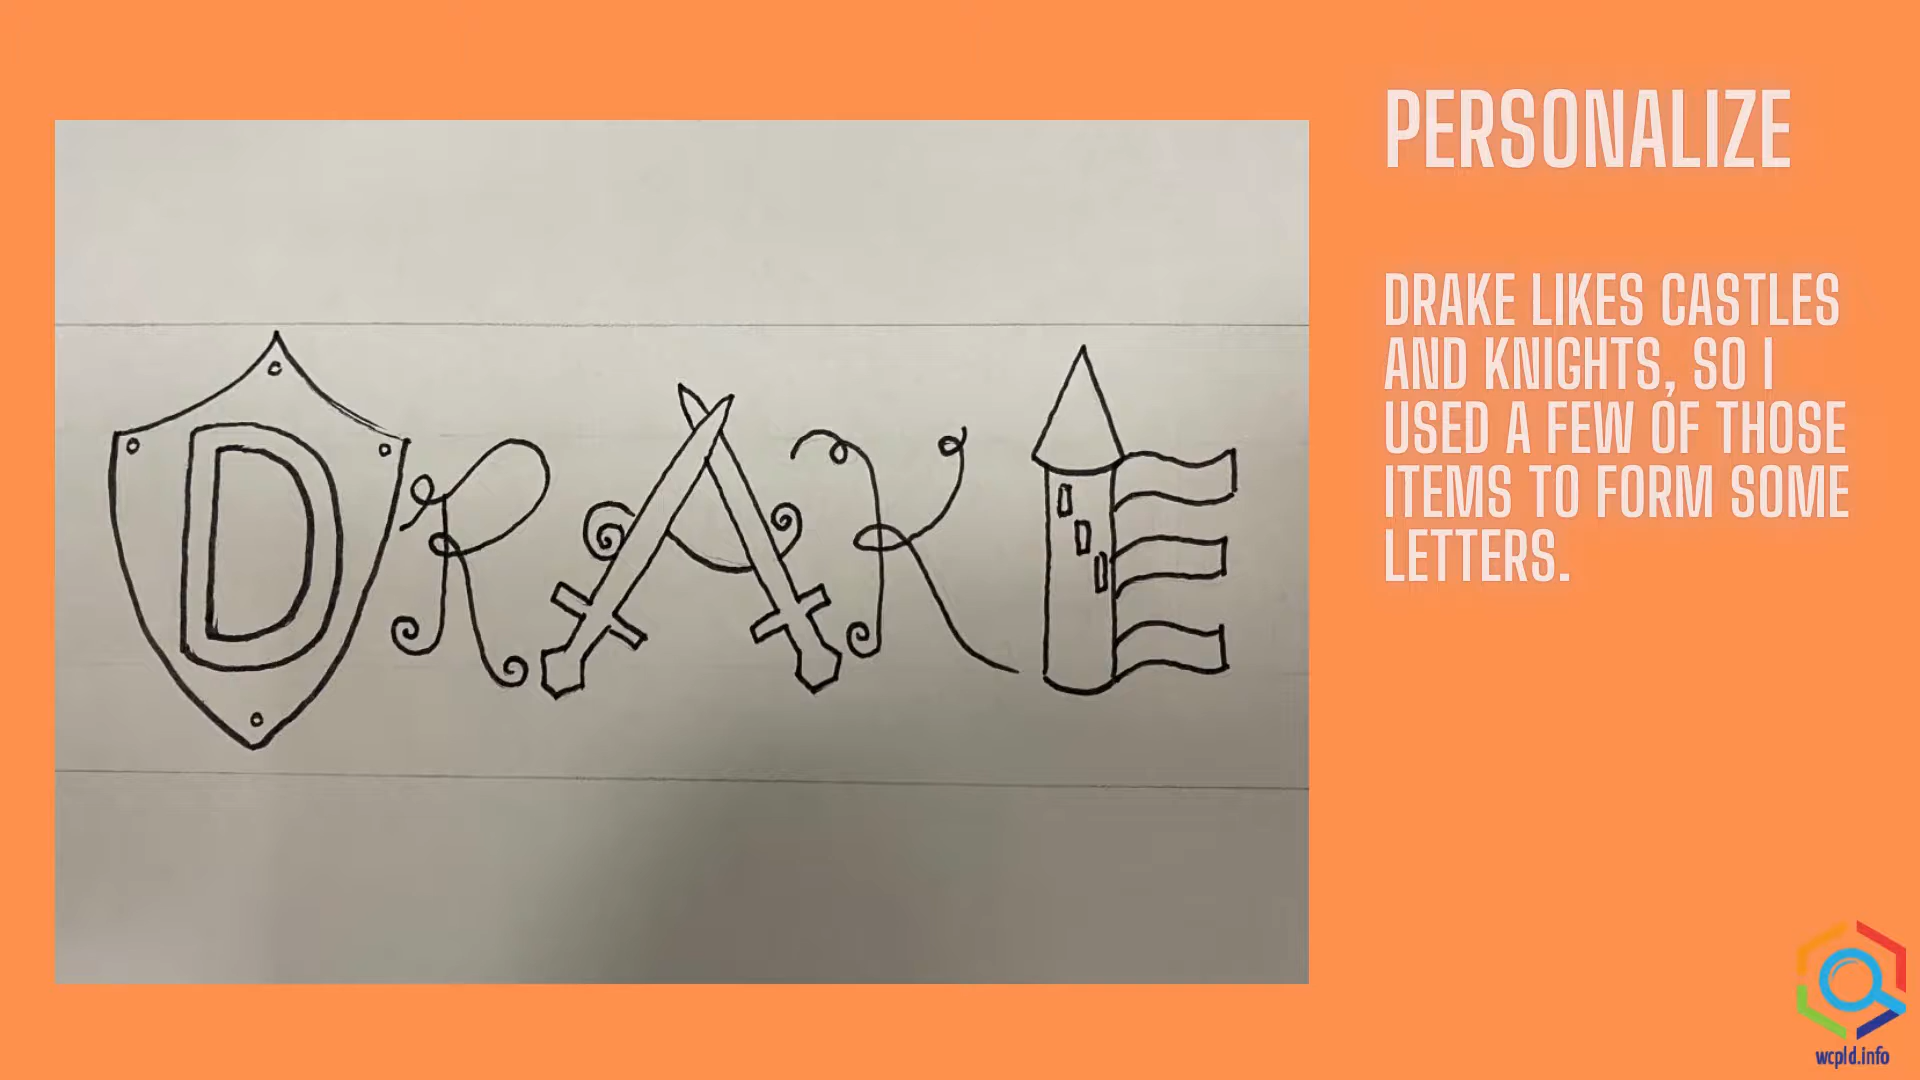 DRAKE
PERSONALIZE
DRAKE LIKES CASTLES
AND KNIGHTS, SO I
USED A FEW OF THOSE
ITEMS TO FORM SOME
LETTERS.
wcpld.info